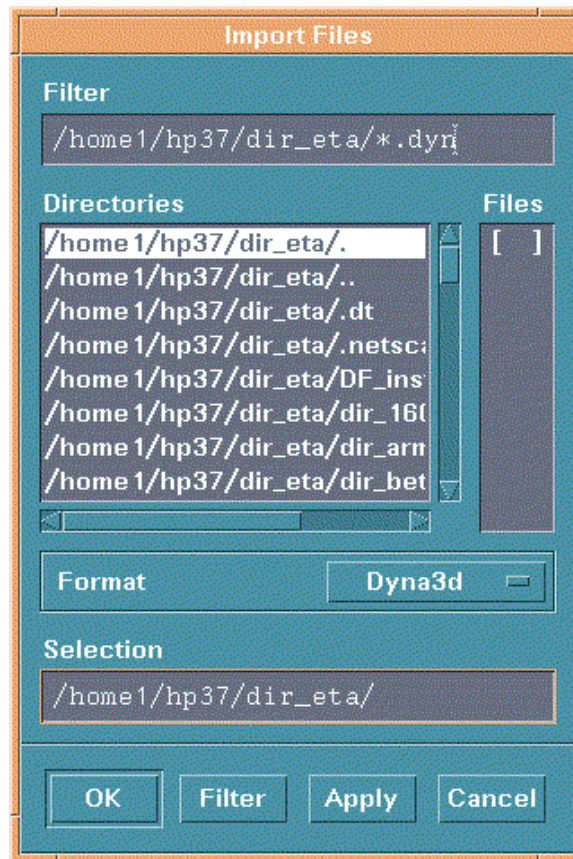 Import Files
Filter
/home1/hp37/dir_eta/*.dyn
Directories
Files
/home1/hp37/dir_eta/.
[ ]
/home1/hp37/dir_eta/..
/home1/hp37/dir_eta/.dt
/home1/hp37/dir_eta/.netsca
/home1/hp37/dir_eta/DF_ins
/home1/hp37/dir_eta/dir_160
/home1/hp37/dir_eta/dir_arm
/home1/hp37/dir_eta/dir_bet
Format
Dyna3d
Selection
/home1/hp37/dir_eta/
OK
Filter
Apply
Cancel